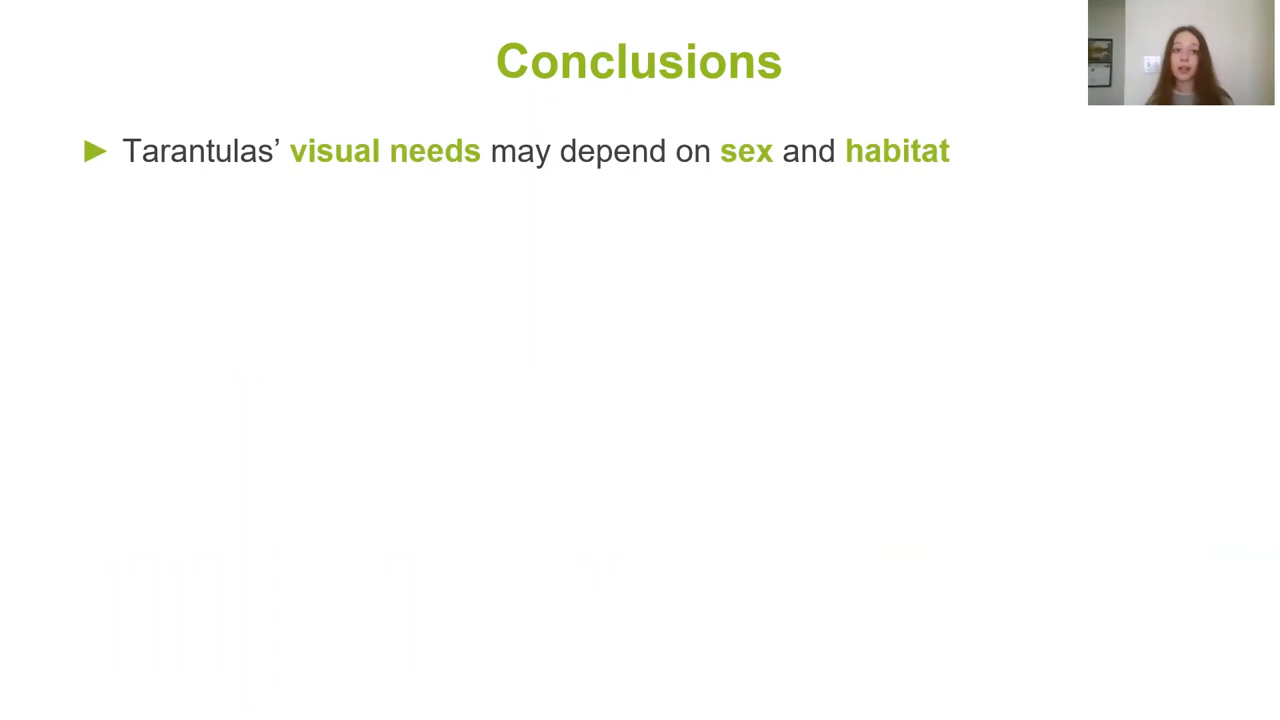 Conclusions
► Tarantulas’ visual needs may depend on sex and habitat